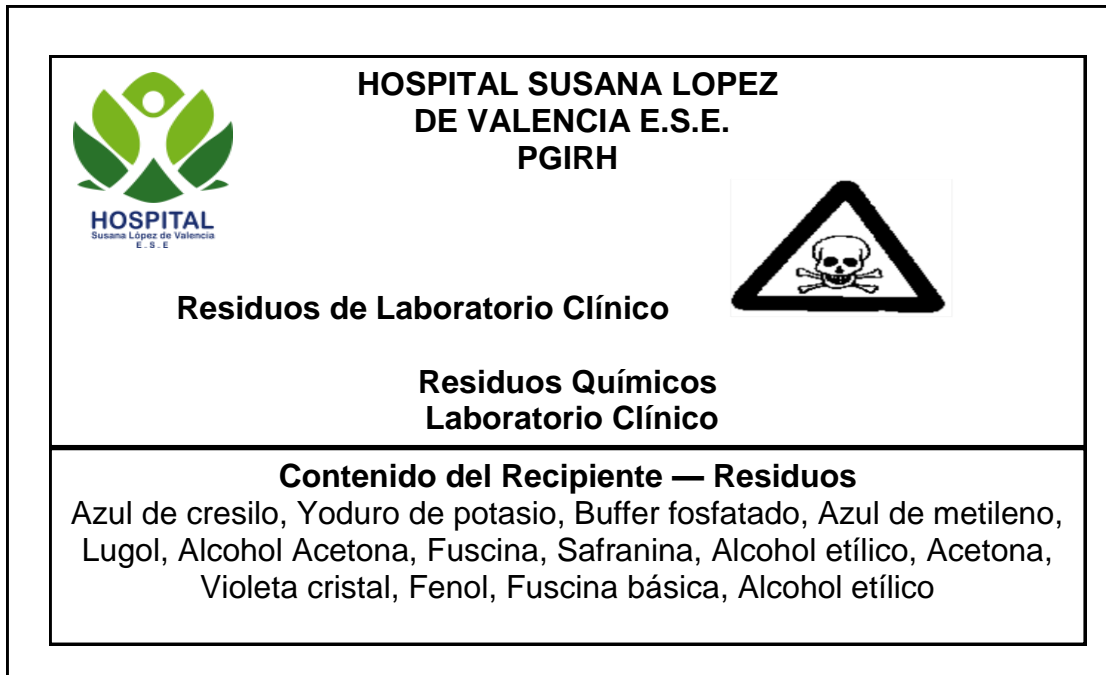 HOSPITAL SUSANA LOPEZ
DE VALENCIA E.S.E.
PGIRH
HOSPITAL
Susana López de Valencia
E . S . E
Residuos de Laboratorio Clínico
Residuos Químicos
Laboratorio Clínico
Contenido del Recipiente — Residuos
Azul de cresilo, Yoduro de potasio, Buffer fosfatado, Azul de metileno,
Lugol, Alcohol Acetona, Fuscina, Safranina, Alcohol etílico, Acetona,
Violeta cristal, Fenol, Fuscina básica, Alcohol etílico